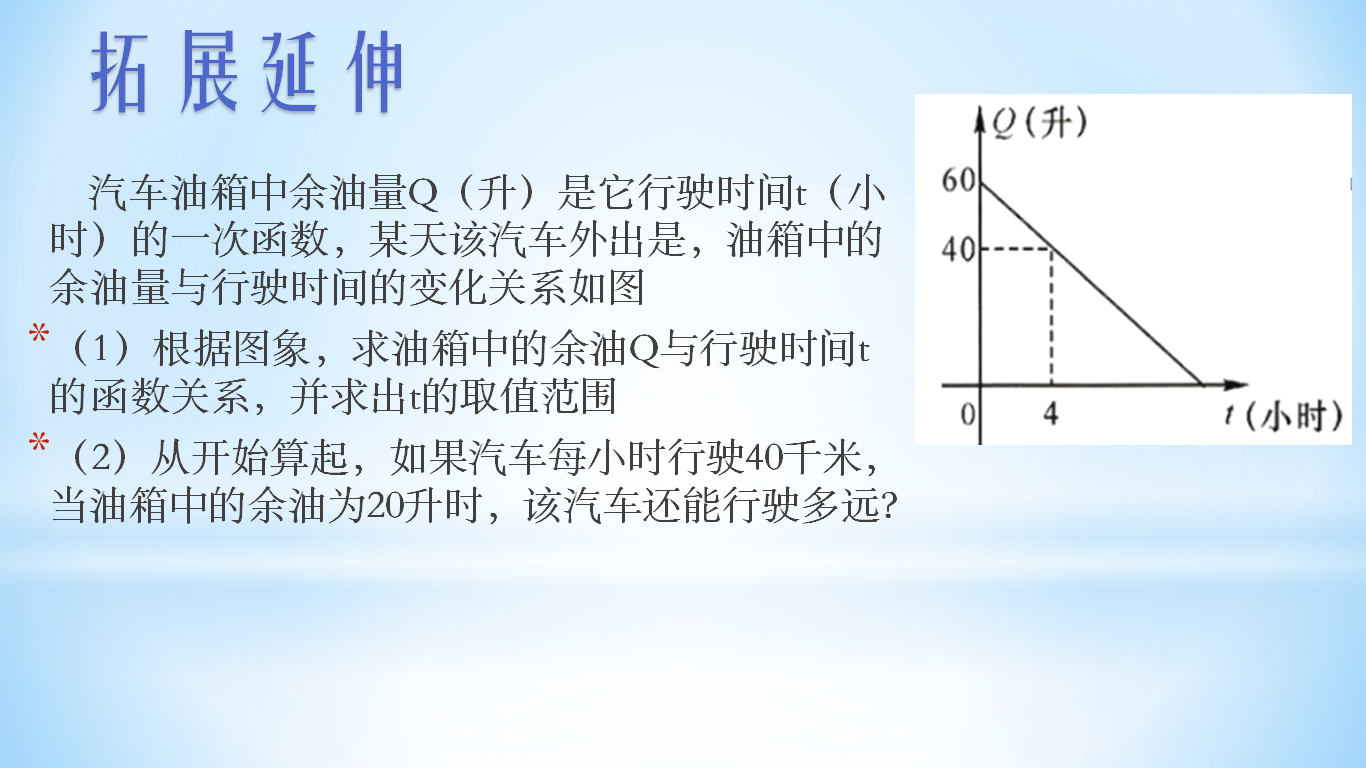 拓展延伸
汽车油箱中余油量Q（升）是它行驶时间t（小
时）的一次函数，某天该汽车外出是，油箱中的
余油量与行驶时间的变化关系如图
*（1）根据图象，求油箱中的余油Q与行驶时间t
的函数关系，并求出t的取值范围
*（2）从开始算起，如果汽车每小时行驶40千米，
当油箱中的余油为20升时，该汽车还能行驶多远?
Q（升）
60
40
0
4
t（小时）